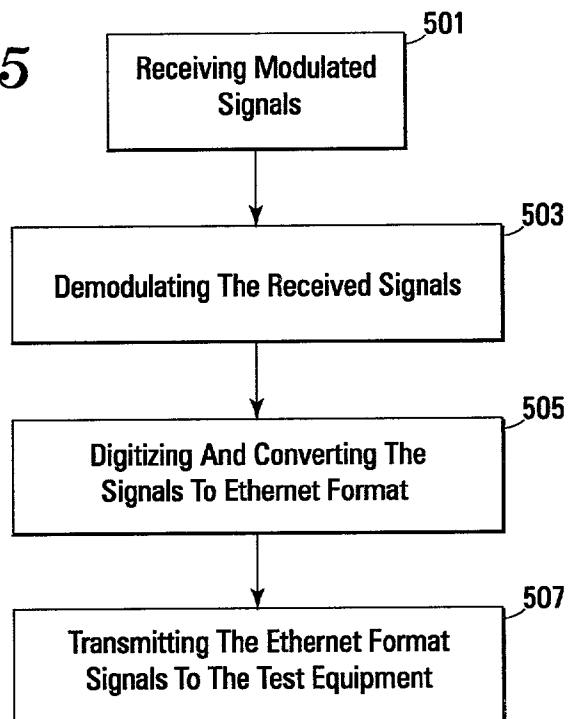 5
501
Receiving Modulated
Signals
503
Demodulating The Received Signals
505
Digitizing And Converting The
Signals To Ethernet Format
507
Transmitting The Ethernet Format
Signals To The Test Equipment